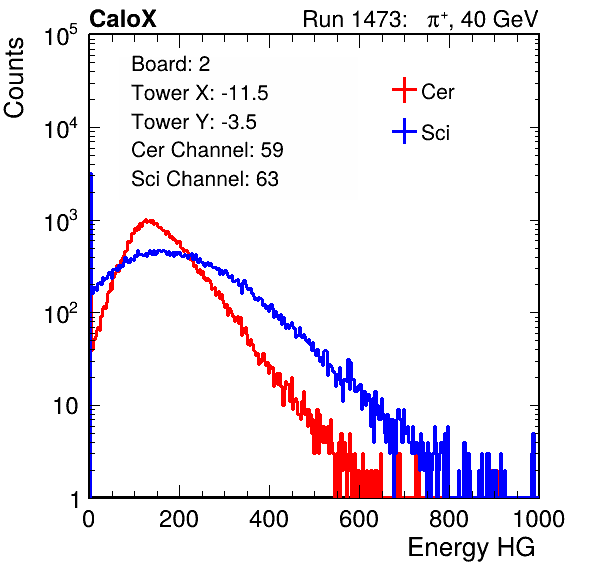 CaloX Run 1473: π⁺, 40 GeV
Counts
10⁵
10⁴
10³
10²
10
1
Board: 2
Tower X: -11.5
Tower Y: -3.5
Cer Channel: 59
Sci Channel: 63
Cer
Sci
0 200 400 600 800 1000
Energy HG